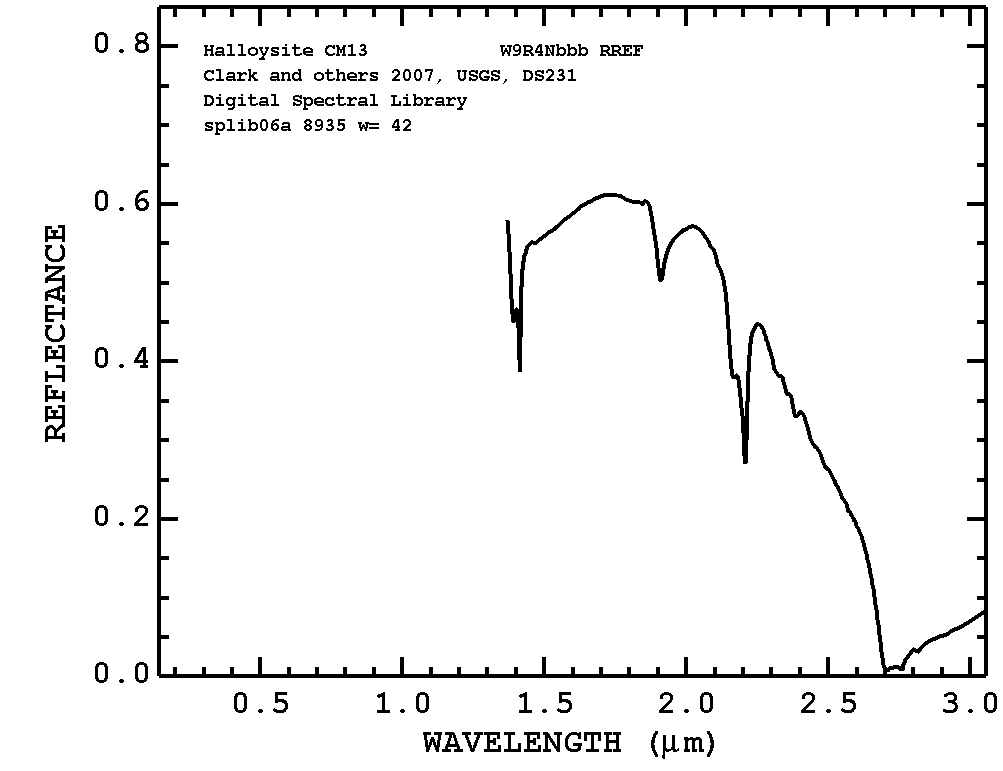 0.8
Halloysite CM13 W9R4Nbbb RREF
Clark and others 2007, USGS, DS231
Digital Spectral Library
splib06a 8935 w= 42
0.6
REFLECTANCE
0.4
0.2
0.0
0.5 1.0 1.5 2.0 2.5 3.0
WAVELENGTH (μm)